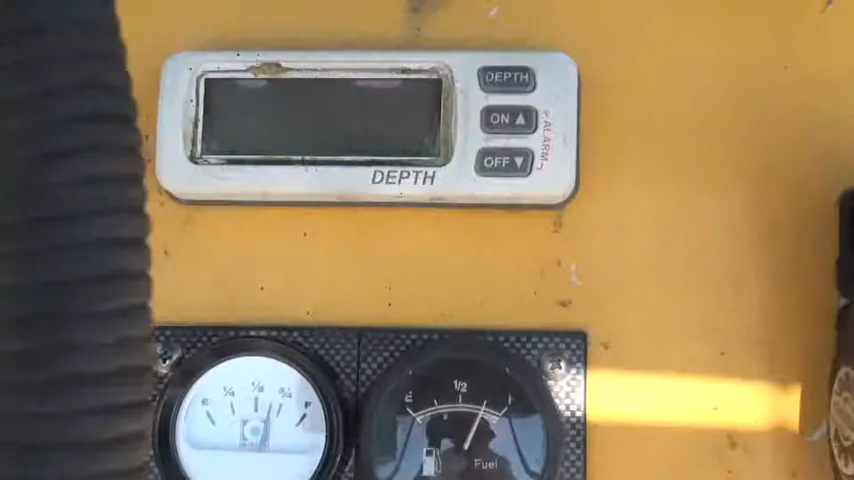 DEPTH
ON ▲
OFF ▼
ALARM
DEPTH
E ¼ ½ ¾ F
E ½ F
Fuel